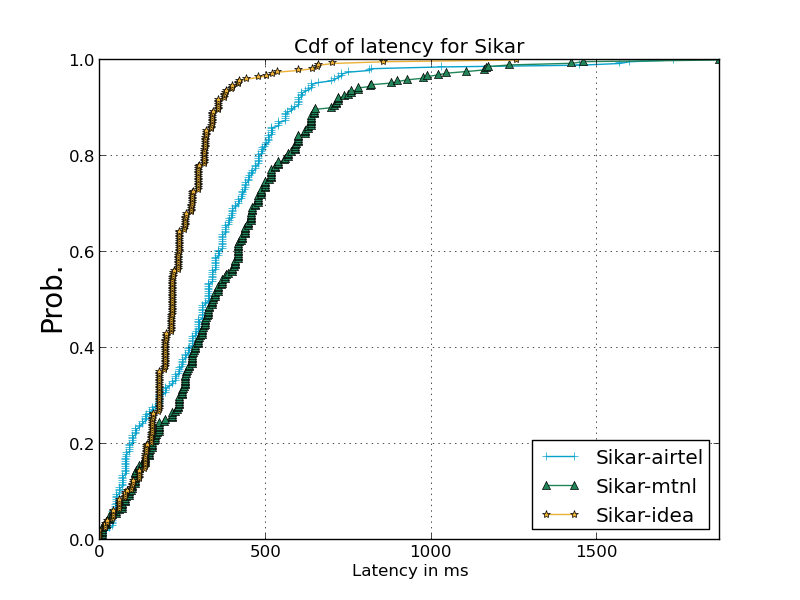 Cdf of latency for Sikar
1.0
0.8
0.6
0.4
0.2
0.0
Prob.
0
500
1000
1500
Latency in ms
Sikar-airtel
Sikar-mtnl
Sikar-idea